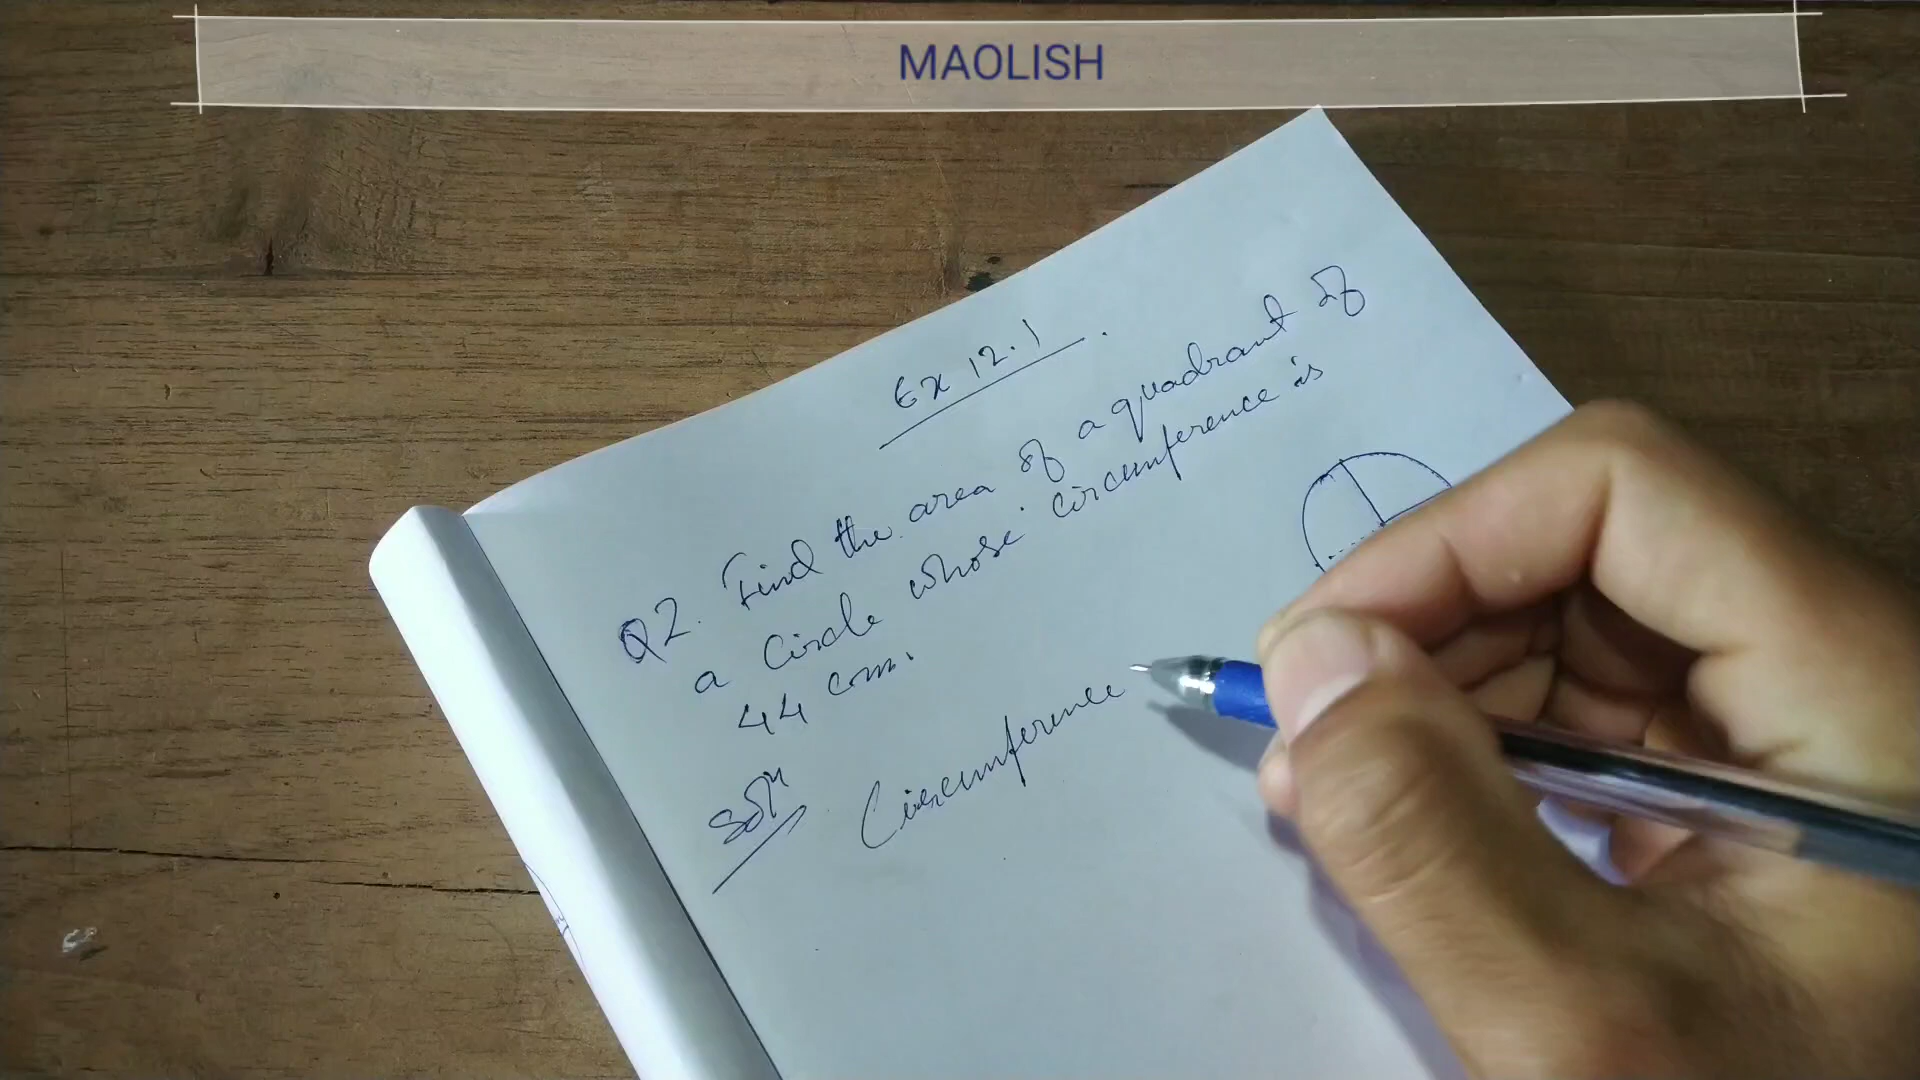 MAOLISH
Ex 12.1
Q2. Find the area of a quadrant of
a circle whose circumference is
44 cm.
Solⁿ
Circumference